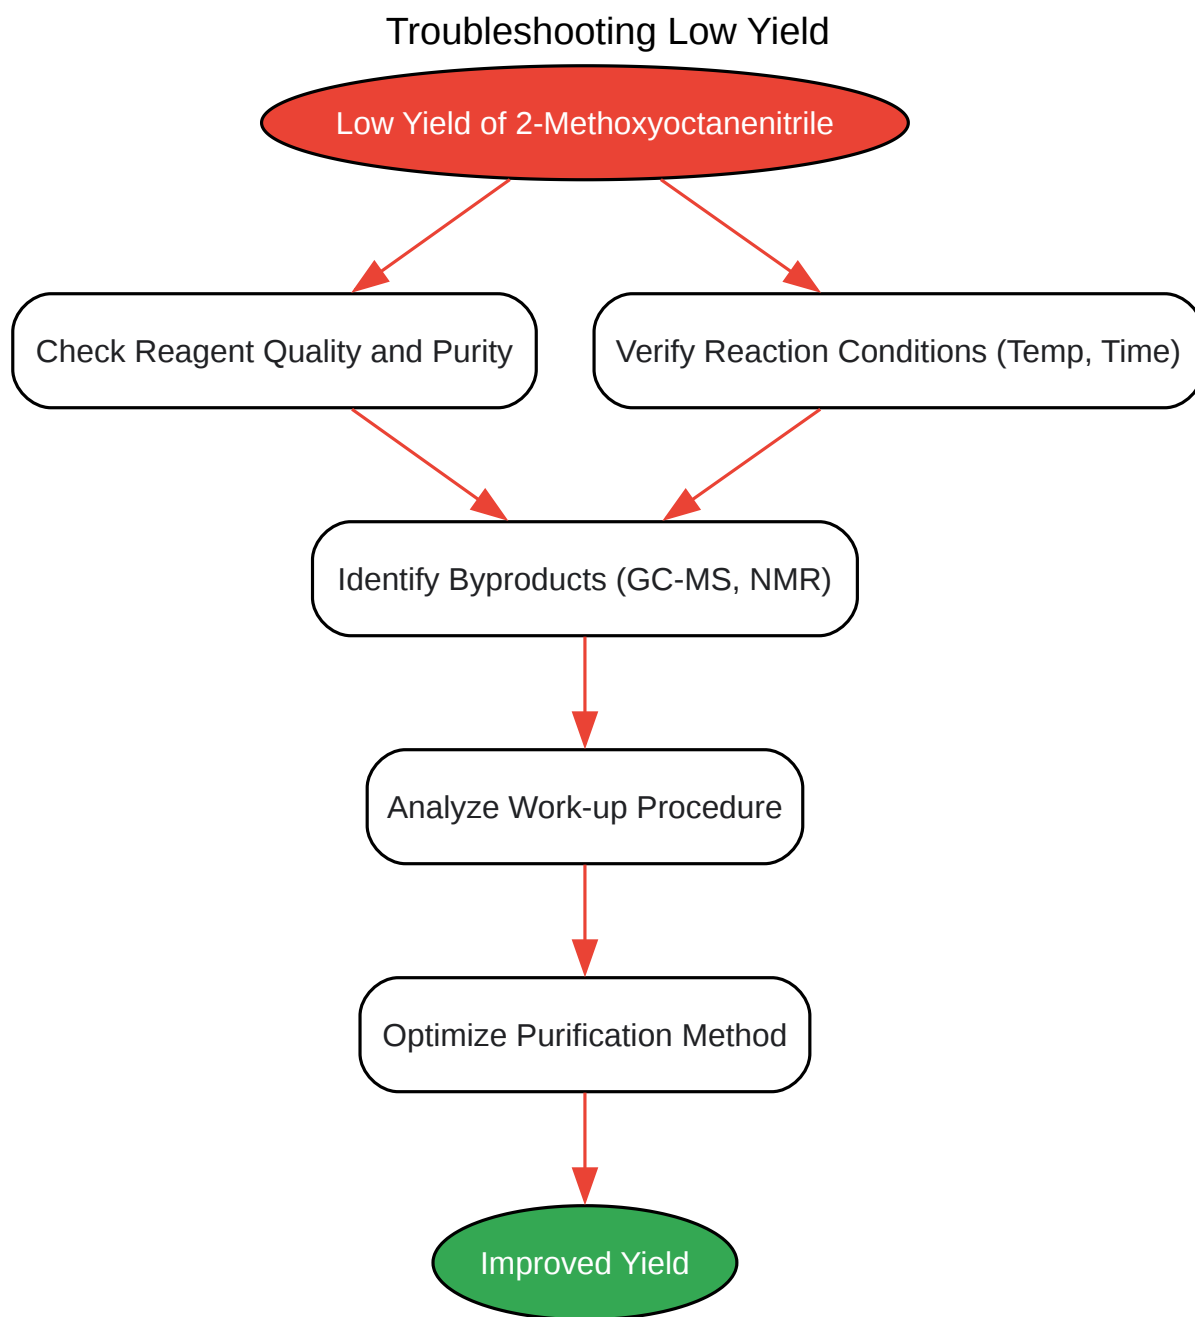 Troubleshooting Low Yield
Low Yield of 2-Methoxyoctanenitrile
Check Reagent Quality and Purity
Verify Reaction Conditions (Temp, Time)
Identify Byproducts (GC-MS, NMR)
Analyze Work-up Procedure
Optimize Purification Method
Improved Yield